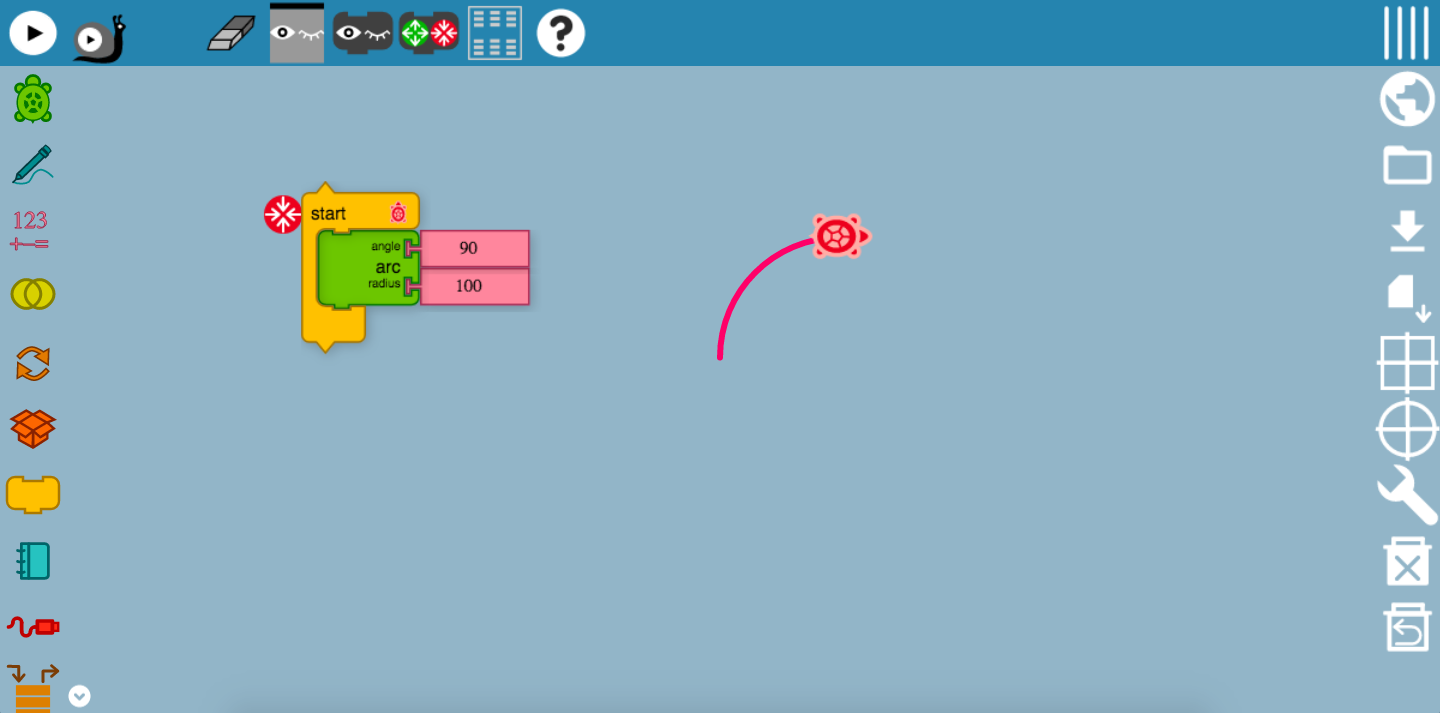 ?
123
+−=
start
angle
90
arc
radius
100